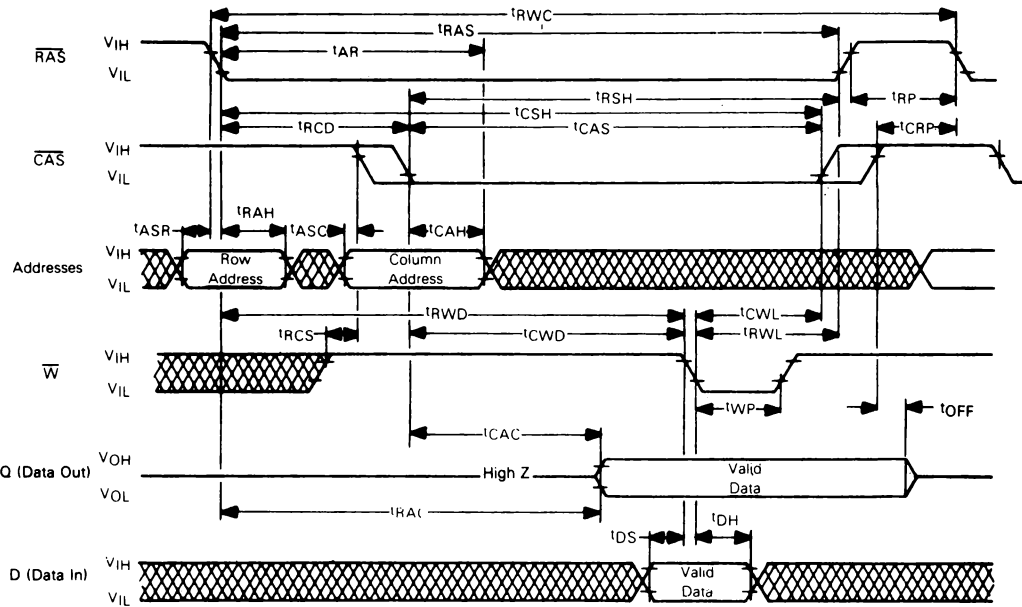 tRWC
tRAS
tAR
RAS VIH
VIL
tRSH tRP
tCSH
tRCD tCAS tCRP
CAS VIH
VIL
tRAH
tASR tASC tCAH
Addresses VIH Row Address Column Address
VIL
tRWD tCWL
tRCS tCWD tRWL
W VIH
VIL
tWP tOFF
tCAC
Q (Data Out) VOH High Z Valid Data
VOL
tRAC
tDS tDH
D (Data In) VIH Valid Data
VIL